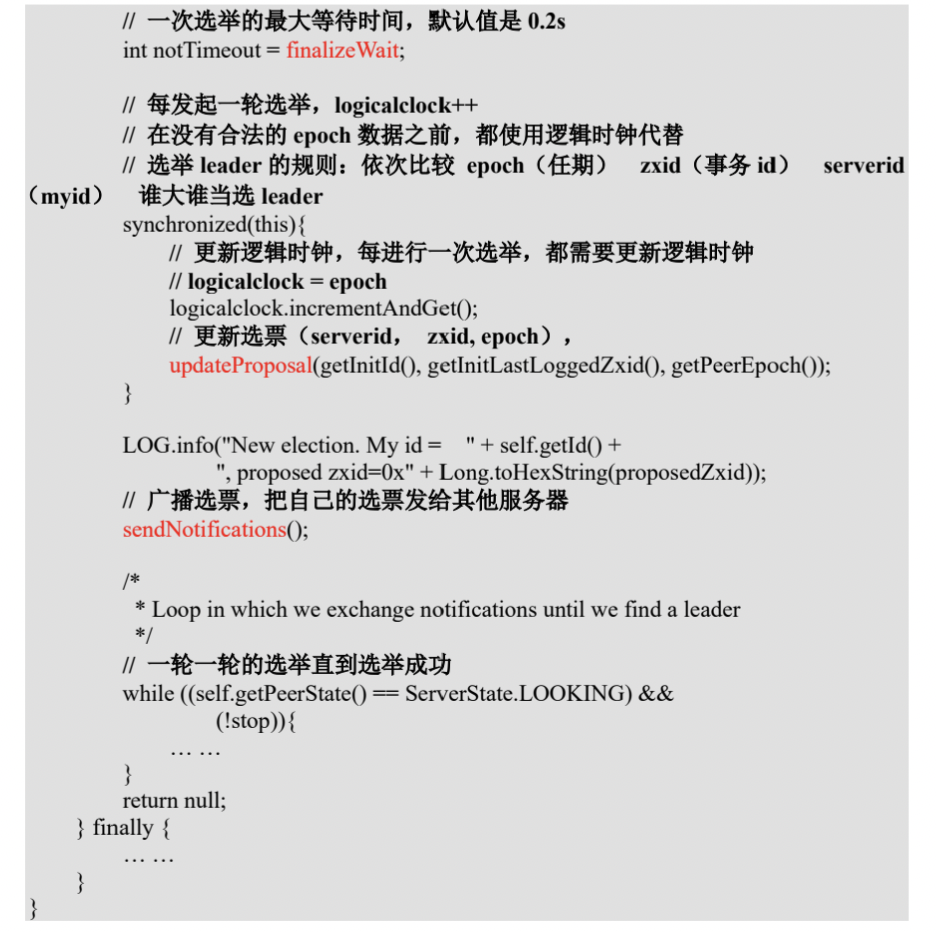 // 一次选举的最大等待时间，默认值是 0.2s
int notTimeout = finalizeWait;
// 每发起一轮选举，logicalclock++
// 在没有合法的 epoch 数据之前，都使用逻辑时钟代替
// 选举 leader 的规则：依次比较 epoch（任期） zxid（事务 id） serverid
（myid） 谁大谁当选 leader
synchronized(this){
// 更新逻辑时钟，每进行一次选举，都需要更新逻辑时钟
// logicalclock = epoch
logicalclock.incrementAndGet();
// 更新选票（serverid， zxid, epoch），
updateProposal(getInitId(), getInitLastLoggedZxid(), getPeerEpoch());
}
LOG.info("New election. My id = " + self.getId() +
", proposed zxid=0x" + Long.toHexString(proposedZxid));
// 广播选票，把自己的选票发给其他服务器
sendNotifications();
/*
* Loop in which we exchange notifications until we find a leader
*/
// 一轮一轮的选举直到选举成功
while ((self.getPeerState() == ServerState.LOOKING) &&
(!stop)){
… …
}
return null;
} finally {
… …
}
}